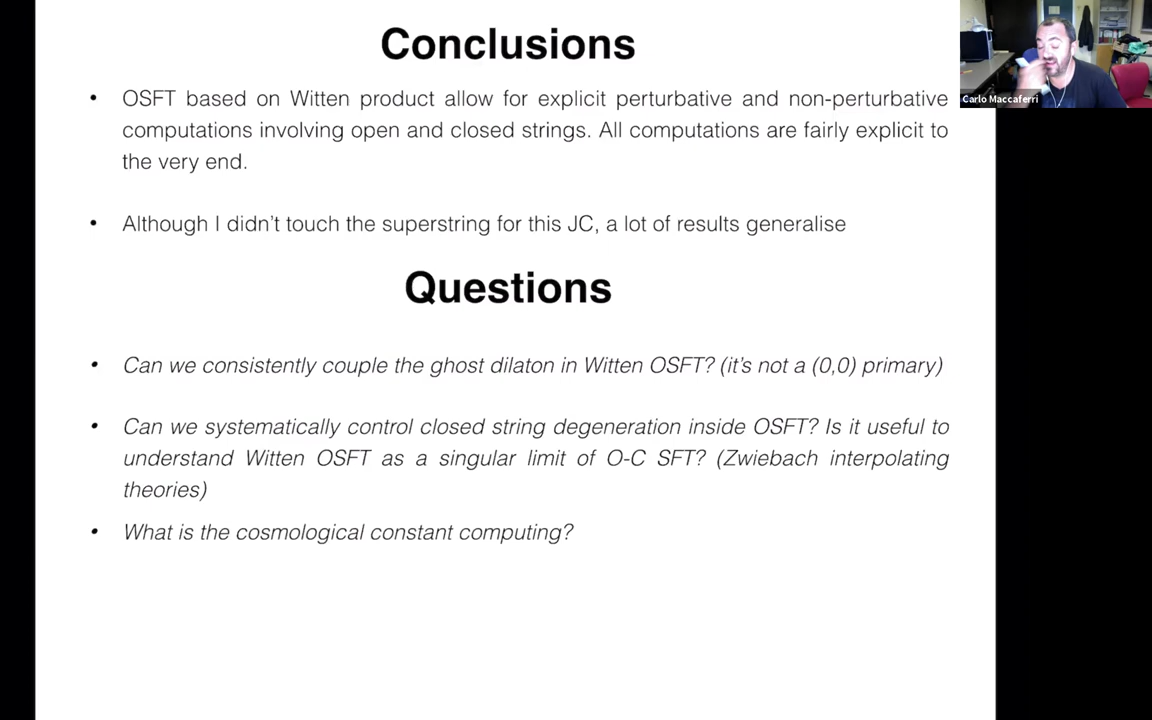 Conclusions
• OSFT based on Witten product allow for explicit perturbative and non-perturbative
computations involving open and closed strings. All computations are fairly explicit to
the very end.
• Although I didn't touch the superstring for this JC, a lot of results generalise
Questions
• Can we consistently couple the ghost dilaton in Witten OSFT? (it's not a (0,0) primary)
• Can we systematically control closed string degeneration inside OSFT? Is it useful to
understand Witten OSFT as a singular limit of O-C SFT? (Zwiebach interpolating
theories)
• What is the cosmological constant computing?
Carlo Maccaferri